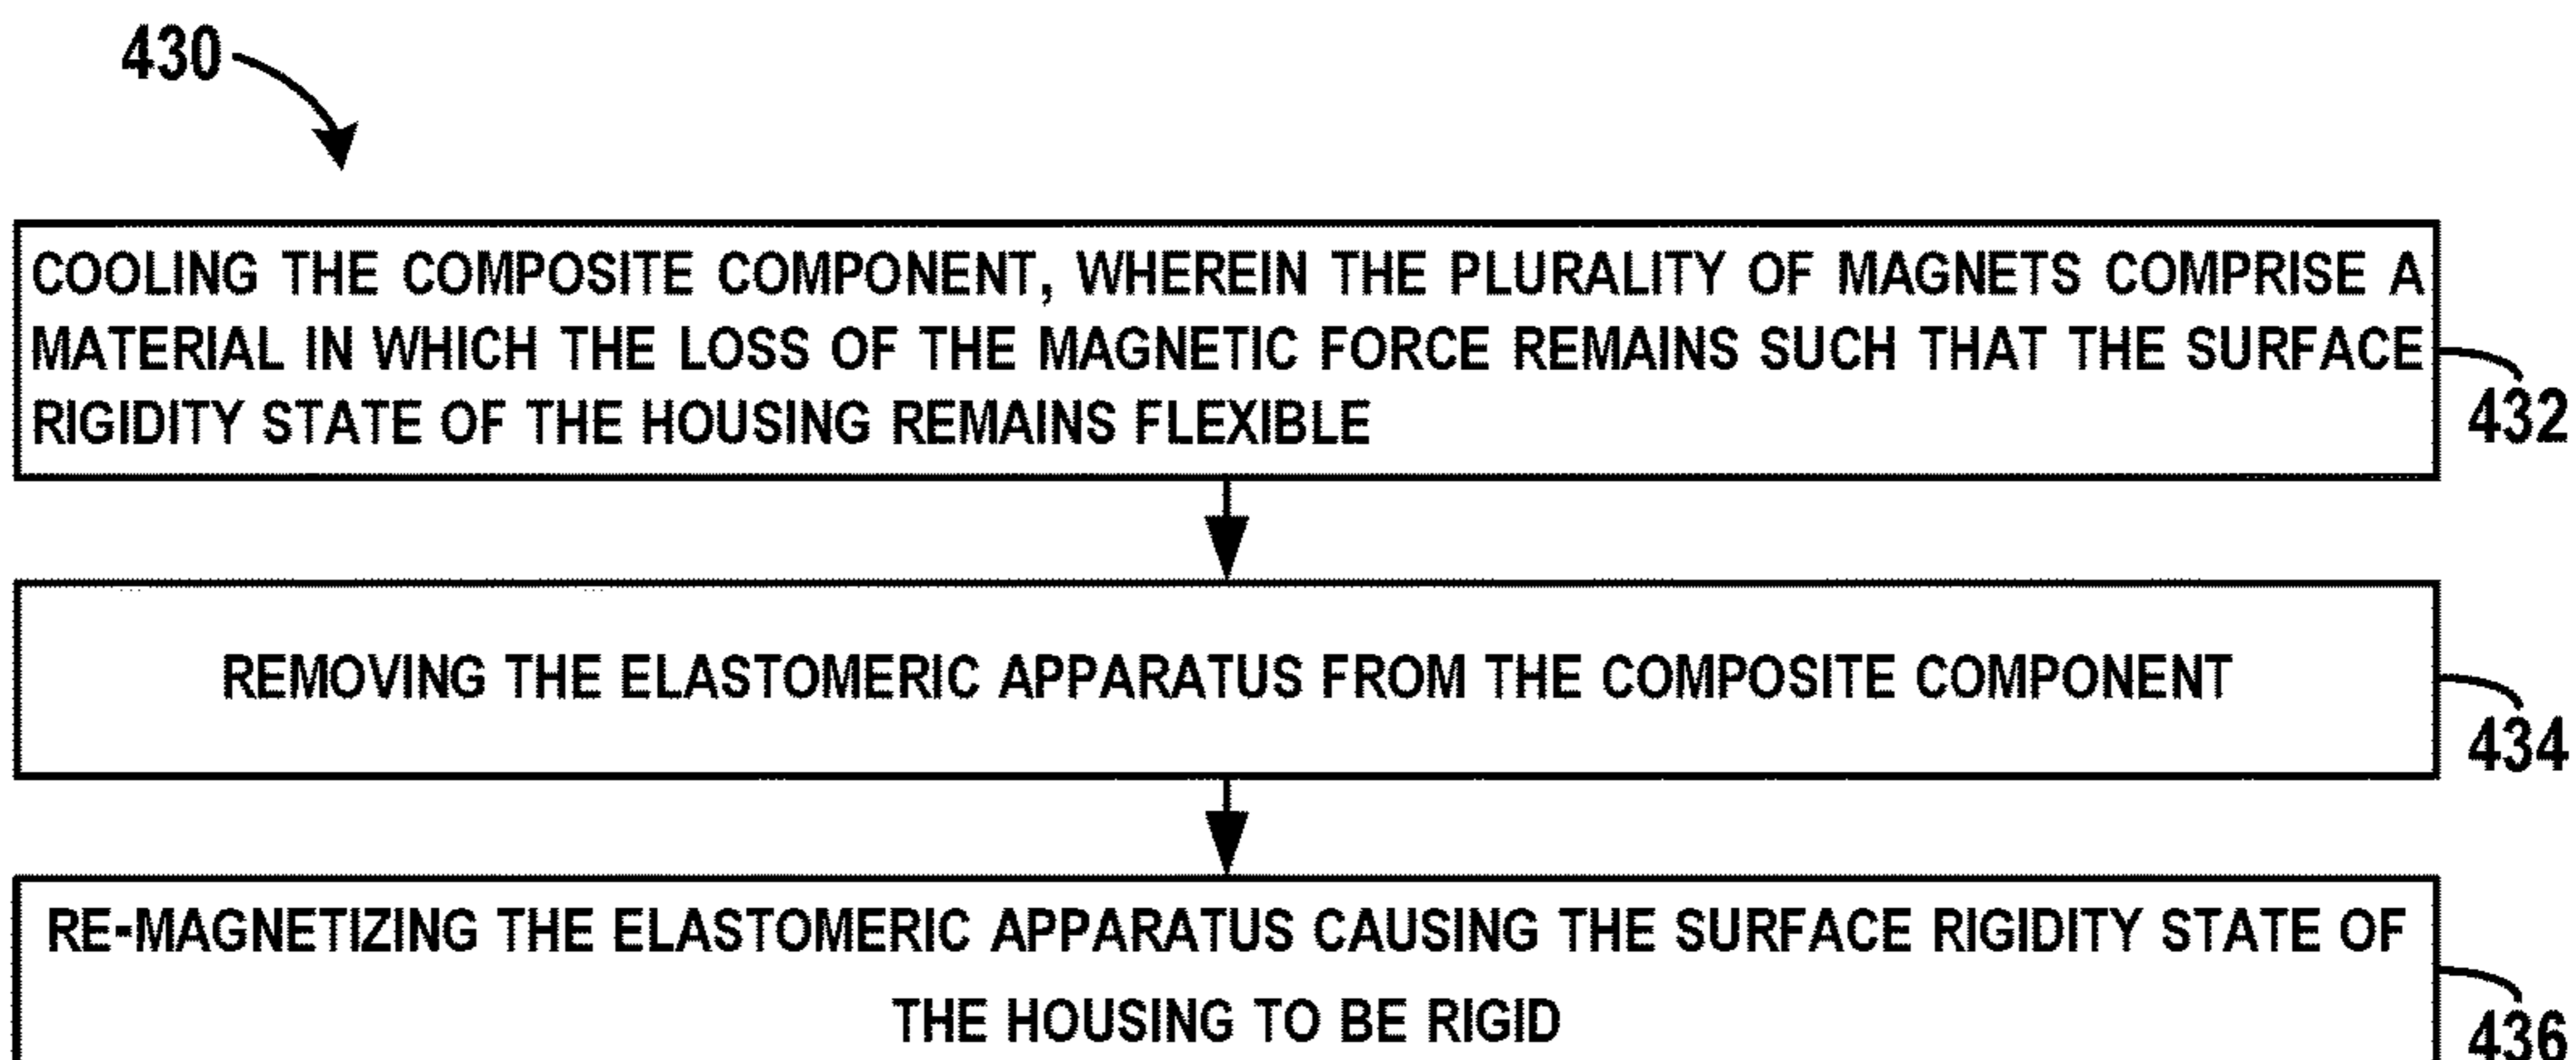 430
COOLING THE COMPOSITE COMPONENT, WHEREIN THE PLURALITY OF MAGNETS COMPRISE A
MATERIAL IN WHICH THE LOSS OF THE MAGNETIC FORCE REMAINS SUCH THAT THE SURFACE
RIGIDITY STATE OF THE HOUSING REMAINS FLEXIBLE
432
REMOVING THE ELASTOMERIC APPARATUS FROM THE COMPOSITE COMPONENT
434
RE-MAGNETIZING THE ELASTOMERIC APPARATUS CAUSING THE SURFACE RIGIDITY STATE OF
THE HOUSING TO BE RIGID
436